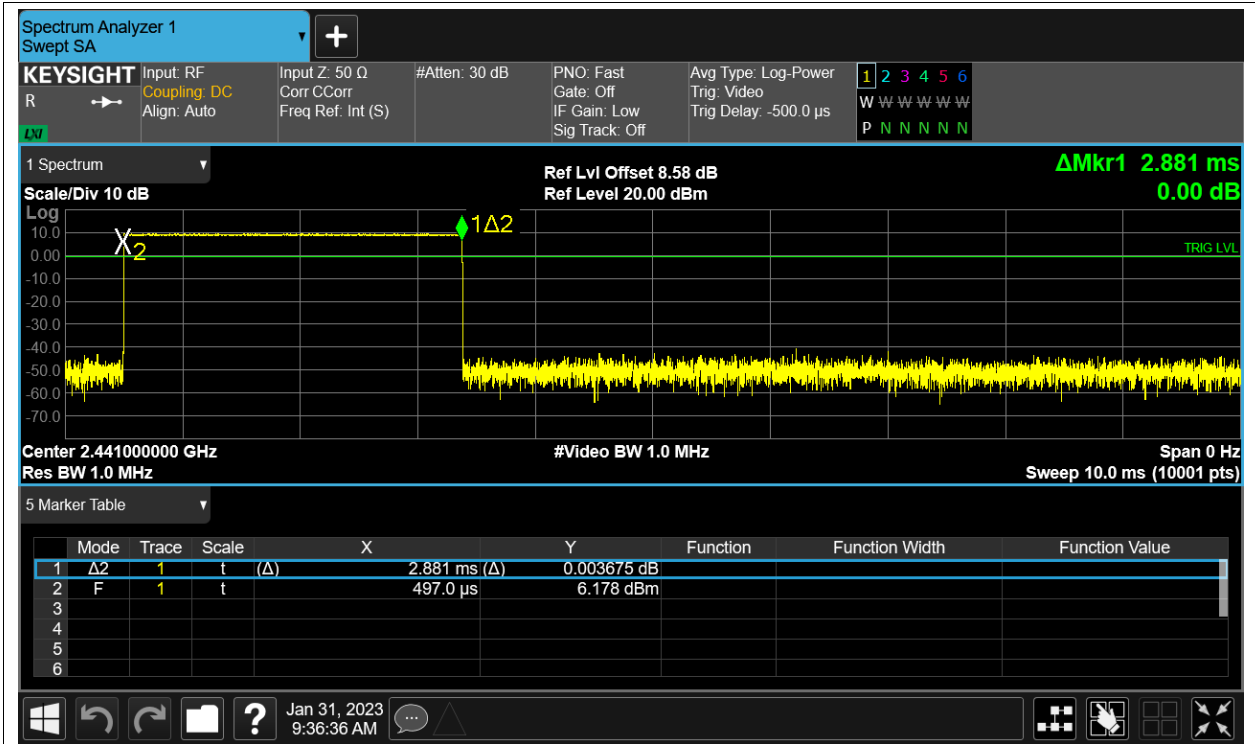 Spectrum Analyzer 1
Swept SA
+
KEYSIGHT Input: RF Input Z: 50 Ω #Atten: 30 dB PNO: Fast Avg Type: Log-Power 1 2 3 4 5 6
R Coupling: DC Corr CCorr Gate: Off Trig: Video W W W W W W
Align: Auto Freq Ref: Int (S) IF Gain: Low Trig Delay: -500.0 µs
LXI Sig Track: Off P N N N N N
1 Spectrum Ref Lvl Offset 8.58 dB ΔMkr1 2.881 ms
Scale/Div 10 dB Ref Level 20.00 dBm 0.00 dB
Log
1Δ2
10.0
2
0.00 TRIG LVL
-10.0
-20.0
-30.0
-40.0
-50.0
-60.0
-70.0
Center 2.441000000 GHz #Video BW 1.0 MHz Span 0 Hz
Res BW 1.0 MHz Sweep 10.0 ms (10001 pts)
5 Marker Table
Mode Trace Scale X Y Function Function Width Function Value
1 Δ2 1 t (Δ) 2.881 ms (Δ) 0.003675 dB
2 F 1 t 497.0 µs 6.178 dBm
3
4
5
6
? Jan 31, 2023
9:36:36 AM